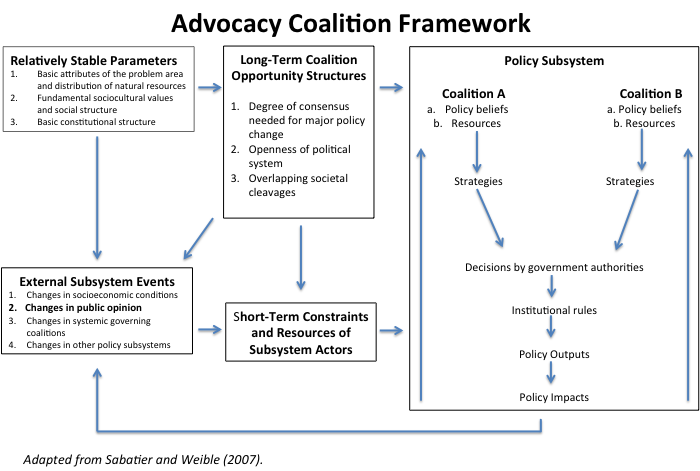 Advocacy Coalition Framework
Relatively Stable Parameters
1. Basic attributes of the problem area
and distribution of natural resources
2. Fundamental sociocultural values
and social structure
3. Basic constitutional structure
Long-Term Coalition
Opportunity Structures
1. Degree of consensus
needed for major policy
change
2. Openness of political
system
3. Overlapping societal
cleavages
External Subsystem Events
1. Changes in socioeconomic conditions
2. Changes in public opinion
3. Changes in systemic governing
coalitions
4. Changes in other policy subsystems
Short-Term Constraints
and Resources of
Subsystem Actors
Policy Subsystem
Coalition A
a. Policy beliefs
b. Resources
Coalition B
a. Policy beliefs
b. Resources
Strategies
Strategies
Decisions by government authorities
Institutional rules
Policy Outputs
Policy Impacts
Adapted from Sabatier and Weible (2007).